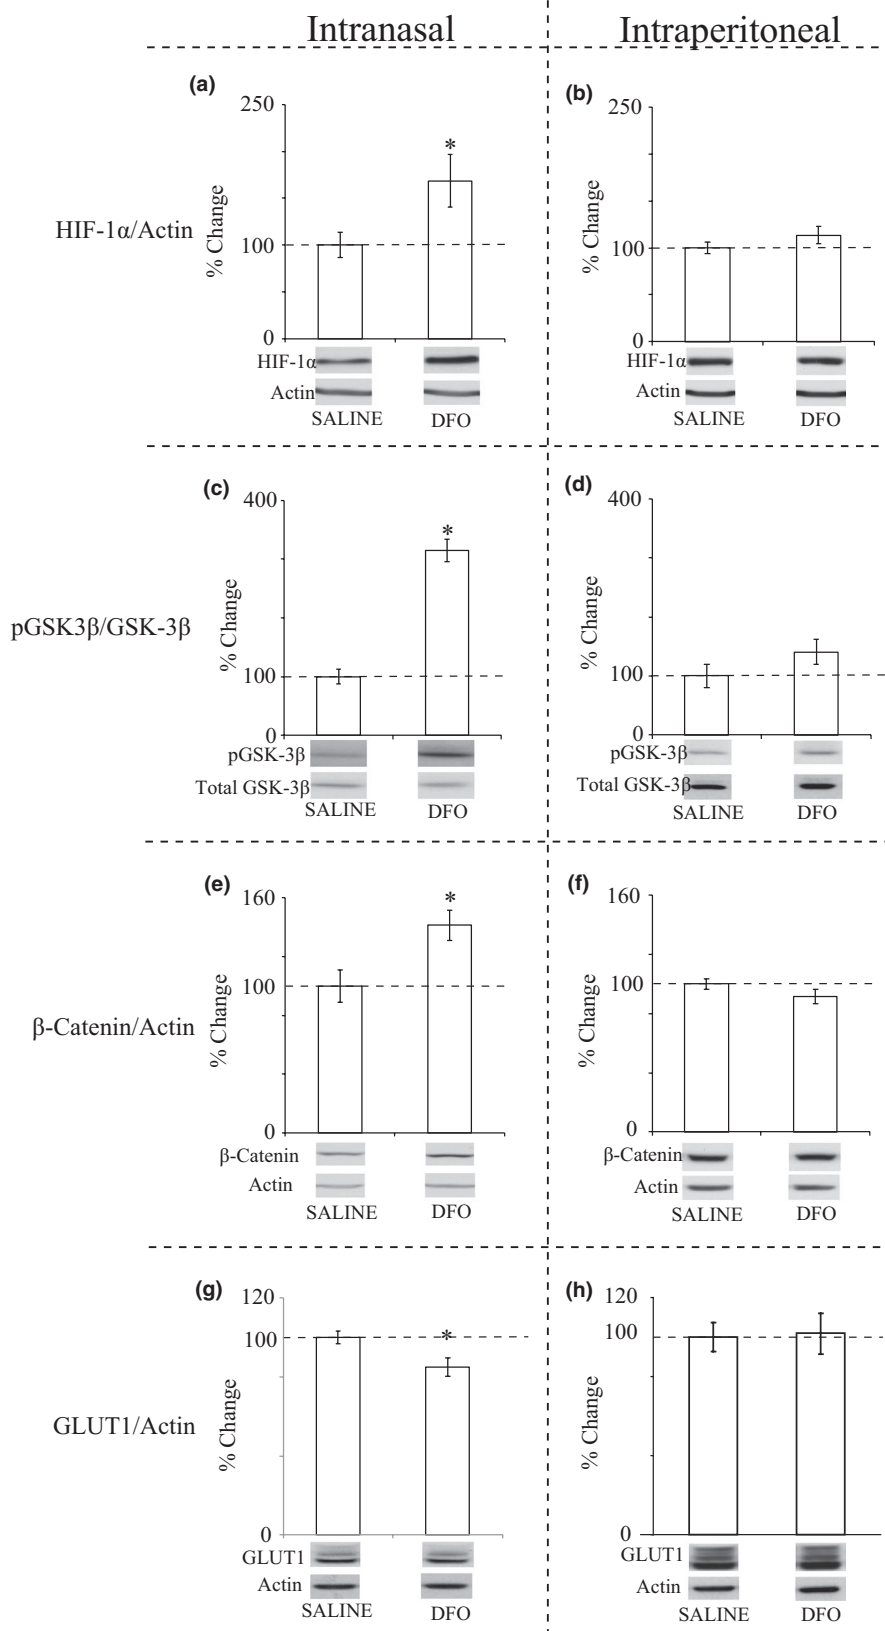 Intranasal Intraperitoneal
HIF-1α/Actin
(a)
250
100
0
% Change
*
HIF-1α
Actin
SALINE DFO
(b)
250
100
0
% Change
HIF-1α
Actin
SALINE DFO
pGSK3β/GSK-3β
(c)
400
100
0
% Change
*
pGSK-3β
Total GSK-3β
SALINE DFO
(d)
400
100
0
% Change
pGSK-3β
Total GSK-3β
SALINE DFO
β-Catenin/Actin
(e)
160
100
0
% Change
*
β-Catenin
Actin
SALINE DFO
(f)
160
100
0
% Change
β-Catenin
Actin
SALINE DFO
GLUT1/Actin
(g)
120
100
0
% Change
*
GLUT1
Actin
SALINE DFO
(h)
120
100
0
% Change
GLUT1
Actin
SALINE DFO